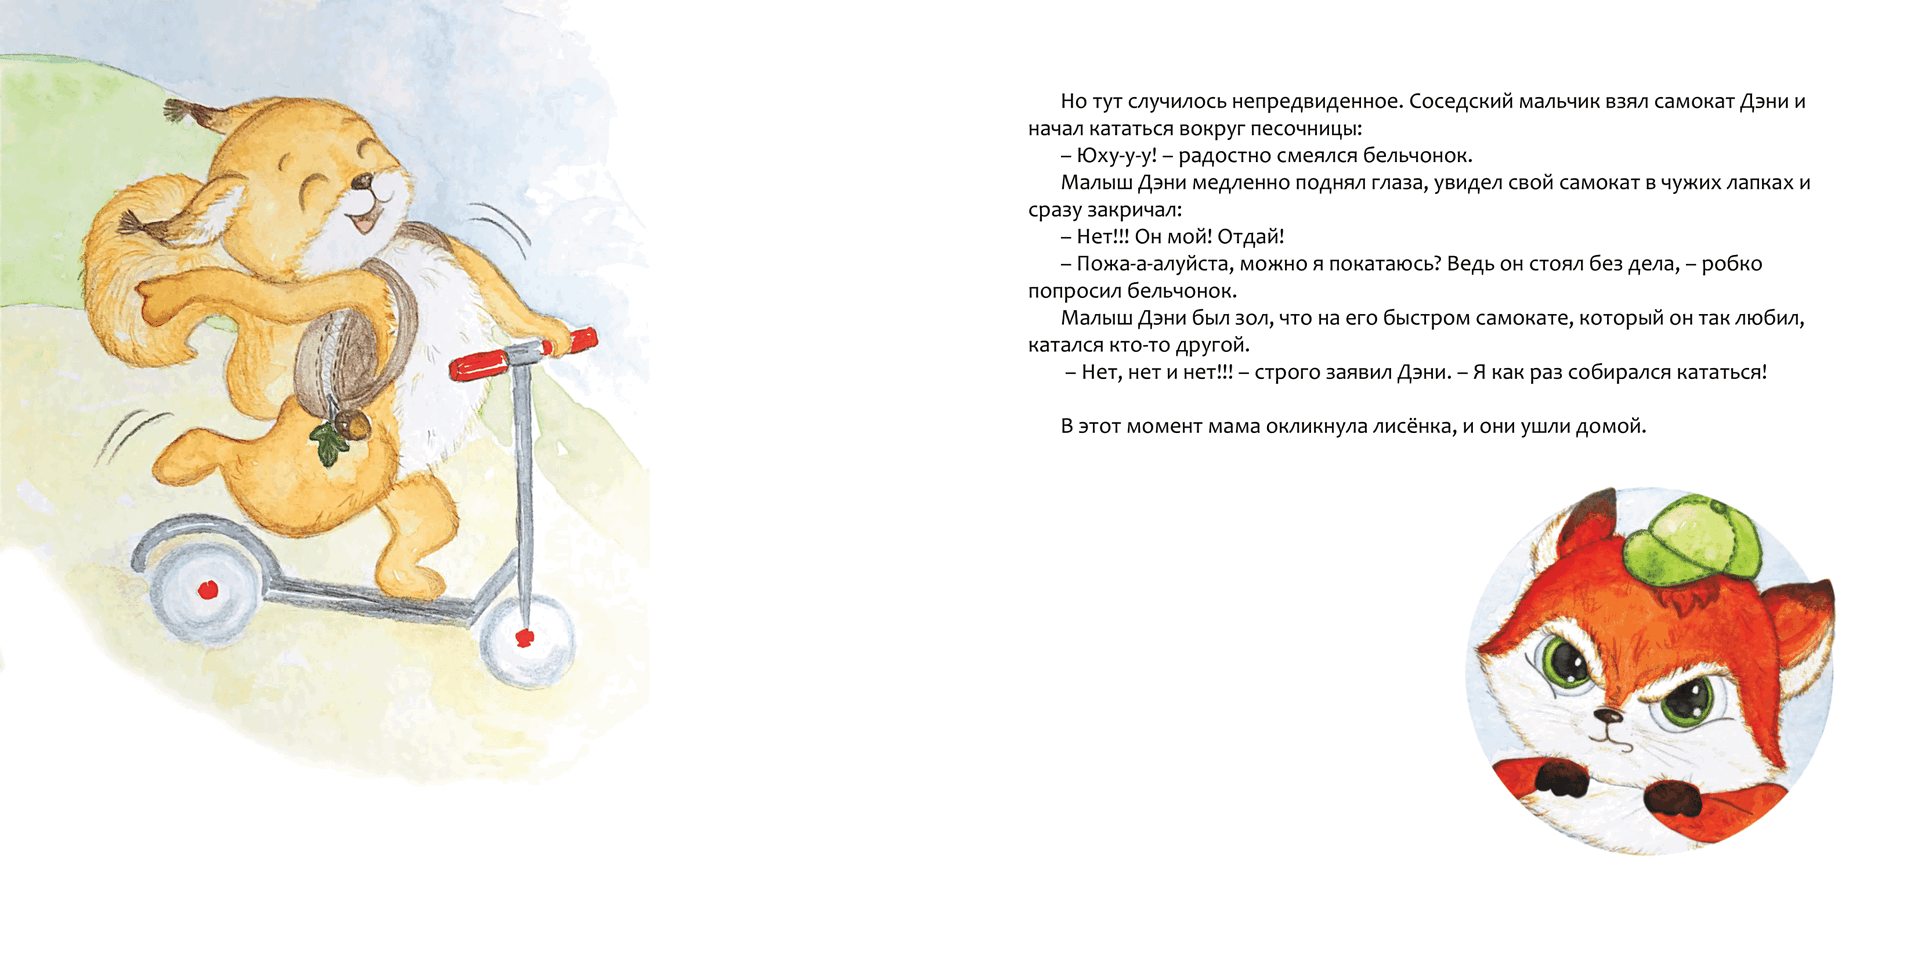 Но тут случилось непредвиденное. Соседский мальчик взял самокат Дэни и
начал кататься вокруг песочницы:
– Юху-у-у! – радостно смеялся бельчонок.
Малыш Дэни медленно поднял глаза, увидел свой самокат в чужих лапках и
сразу закричал:
– Нет!!! Он мой! Отдай!
– Пожа-а-алуйста, можно я покатаюсь? Ведь он стоял без дела, – робко
попросил бельчонок.
Малыш Дэни был зол, что на его быстром самокате, который он так любил,
катался кто-то другой.
– Нет, нет и нет!!! – строго заявил Дэни. – Я как раз собирался кататься!
В этот момент мама окликнула лисёнка, и они ушли домой.